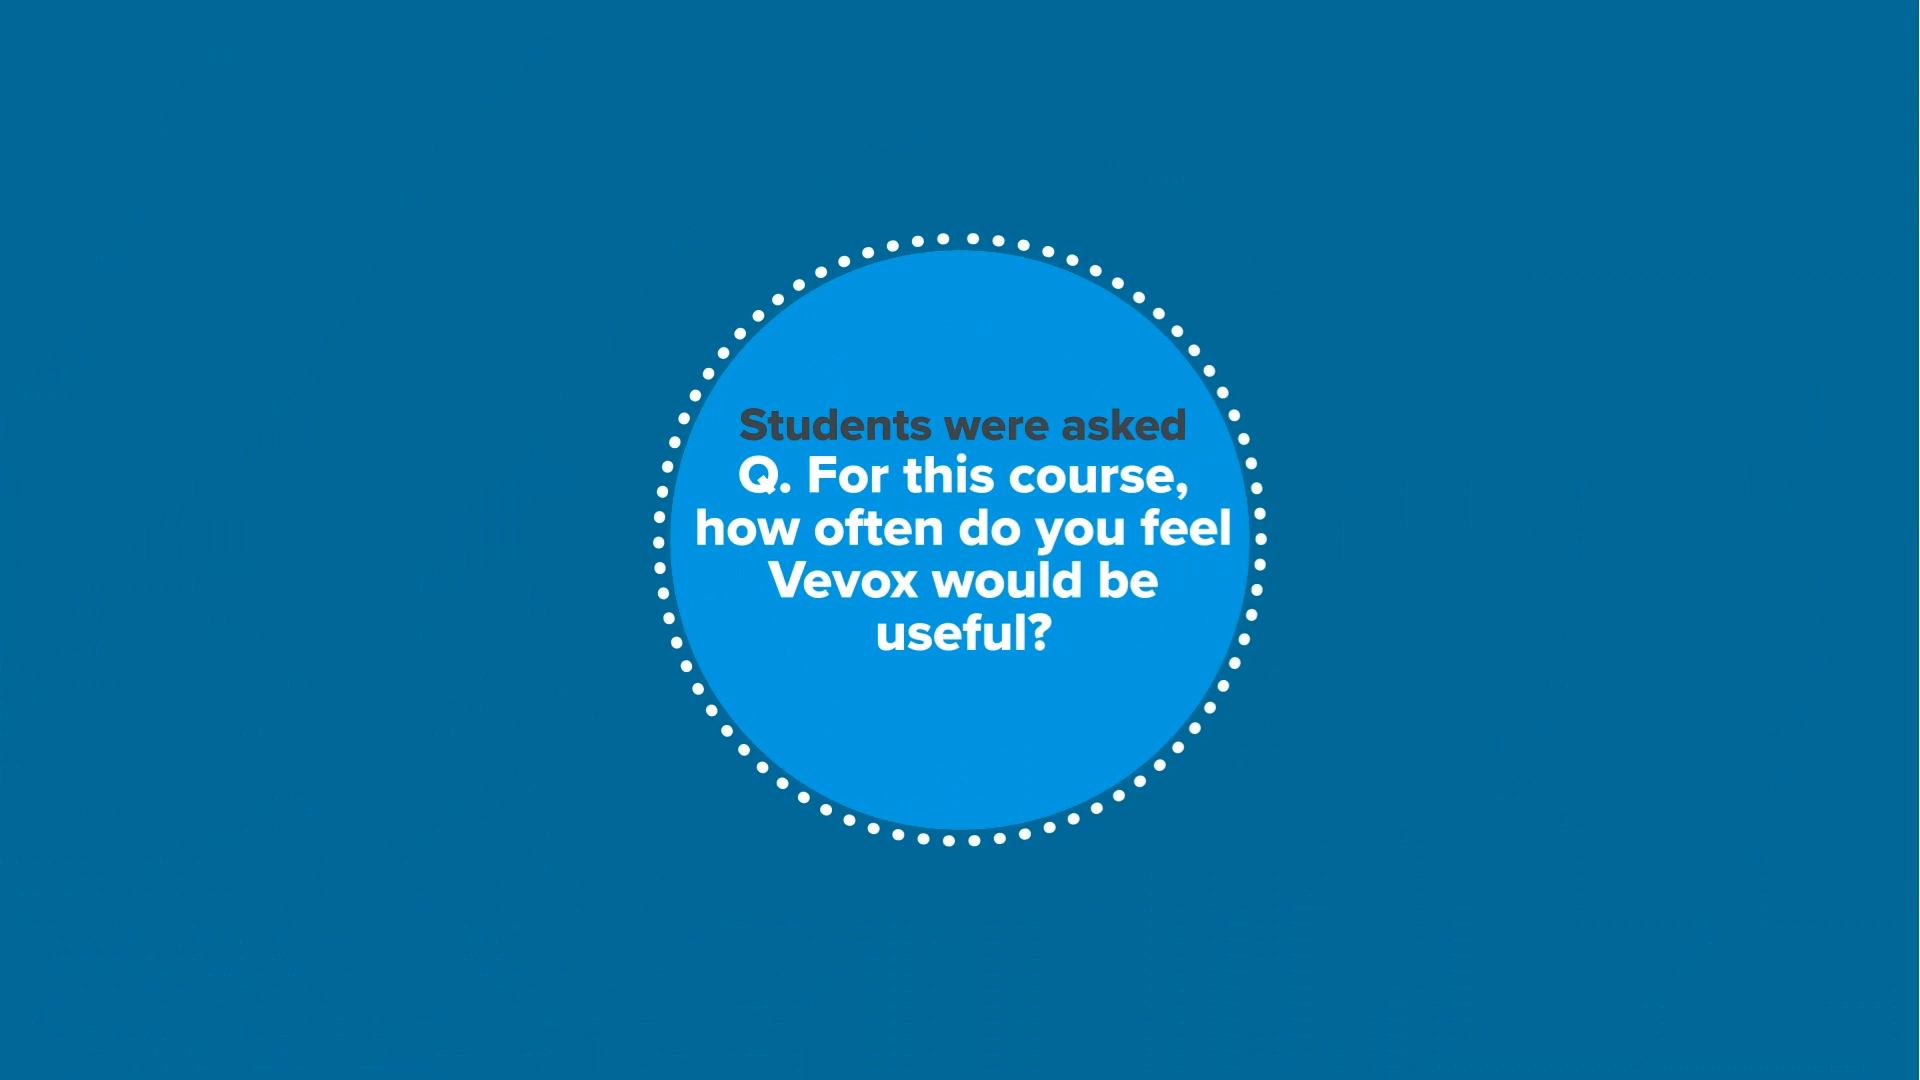 Students were asked
Q. For this course,
how often do you feel
Vevox would be
useful?